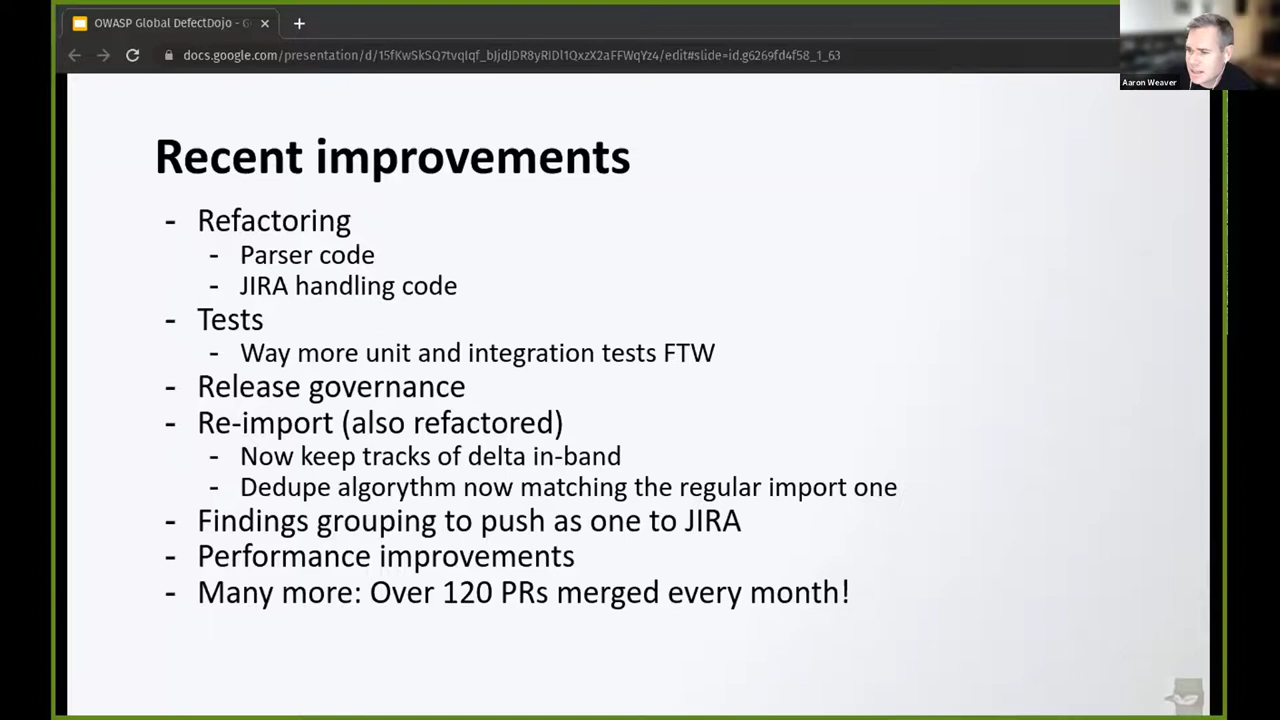 OWASP Global DefectDojo - G
docs.google.com/presentation/d/15fKwSkSQ7tvqIqf_bJjdJDR8yRIDl1QxzX2aFFWqYz4/edit#slide=id.g6269fd4f58_1_63
Aaron Weaver
Recent improvements
- Refactoring
- Parser code
- JIRA handling code
- Tests
- Way more unit and integration tests FTW
- Release governance
- Re-import (also refactored)
- Now keep tracks of delta in-band
- Dedupe algorythm now matching the regular import one
- Findings grouping to push as one to JIRA
- Performance improvements
- Many more: Over 120 PRs merged every month!